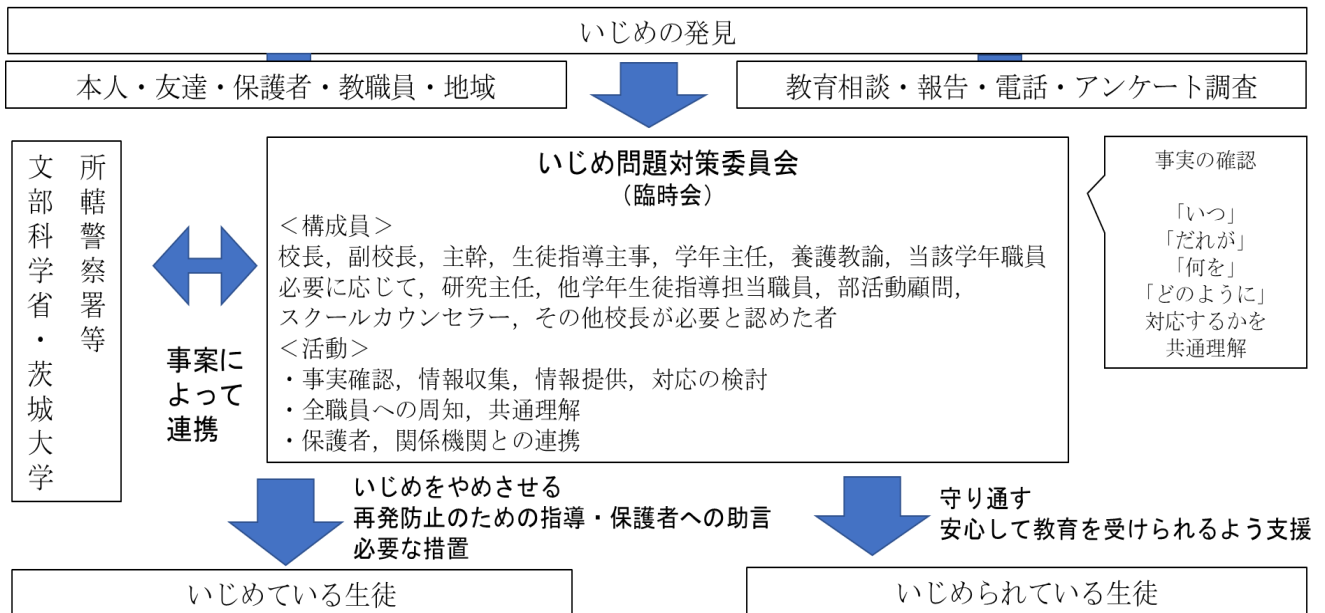 いじめの発見
本人・友達・保護者・教職員・地域
教育相談・報告・電話・アンケート調査
所轄警察署等
文部科学省・茨城大学
事案に
よって
連携
いじめ問題対策委員会
（臨時会）
＜構成員＞
校長，副校長，主幹，生徒指導主事，学年主任，養護教諭，当該学年職員
必要に応じて，研究主任，他学年生徒指導担当職員，部活動顧問，
スクールカウンセラー，その他校長が必要と認めた者
＜活動＞
・事実確認，情報収集，情報提供，対応の検討
・全職員への周知，共通理解
・保護者，関係機関との連携
事実の確認
「いつ」
「だれが」
「何を」
「どのように」
対応するかを
共通理解
いじめをやめさせる
再発防止のための指導・保護者への助言
必要な措置
守り通す
安心して教育を受けられるよう支援
いじめている生徒
いじめられている生徒